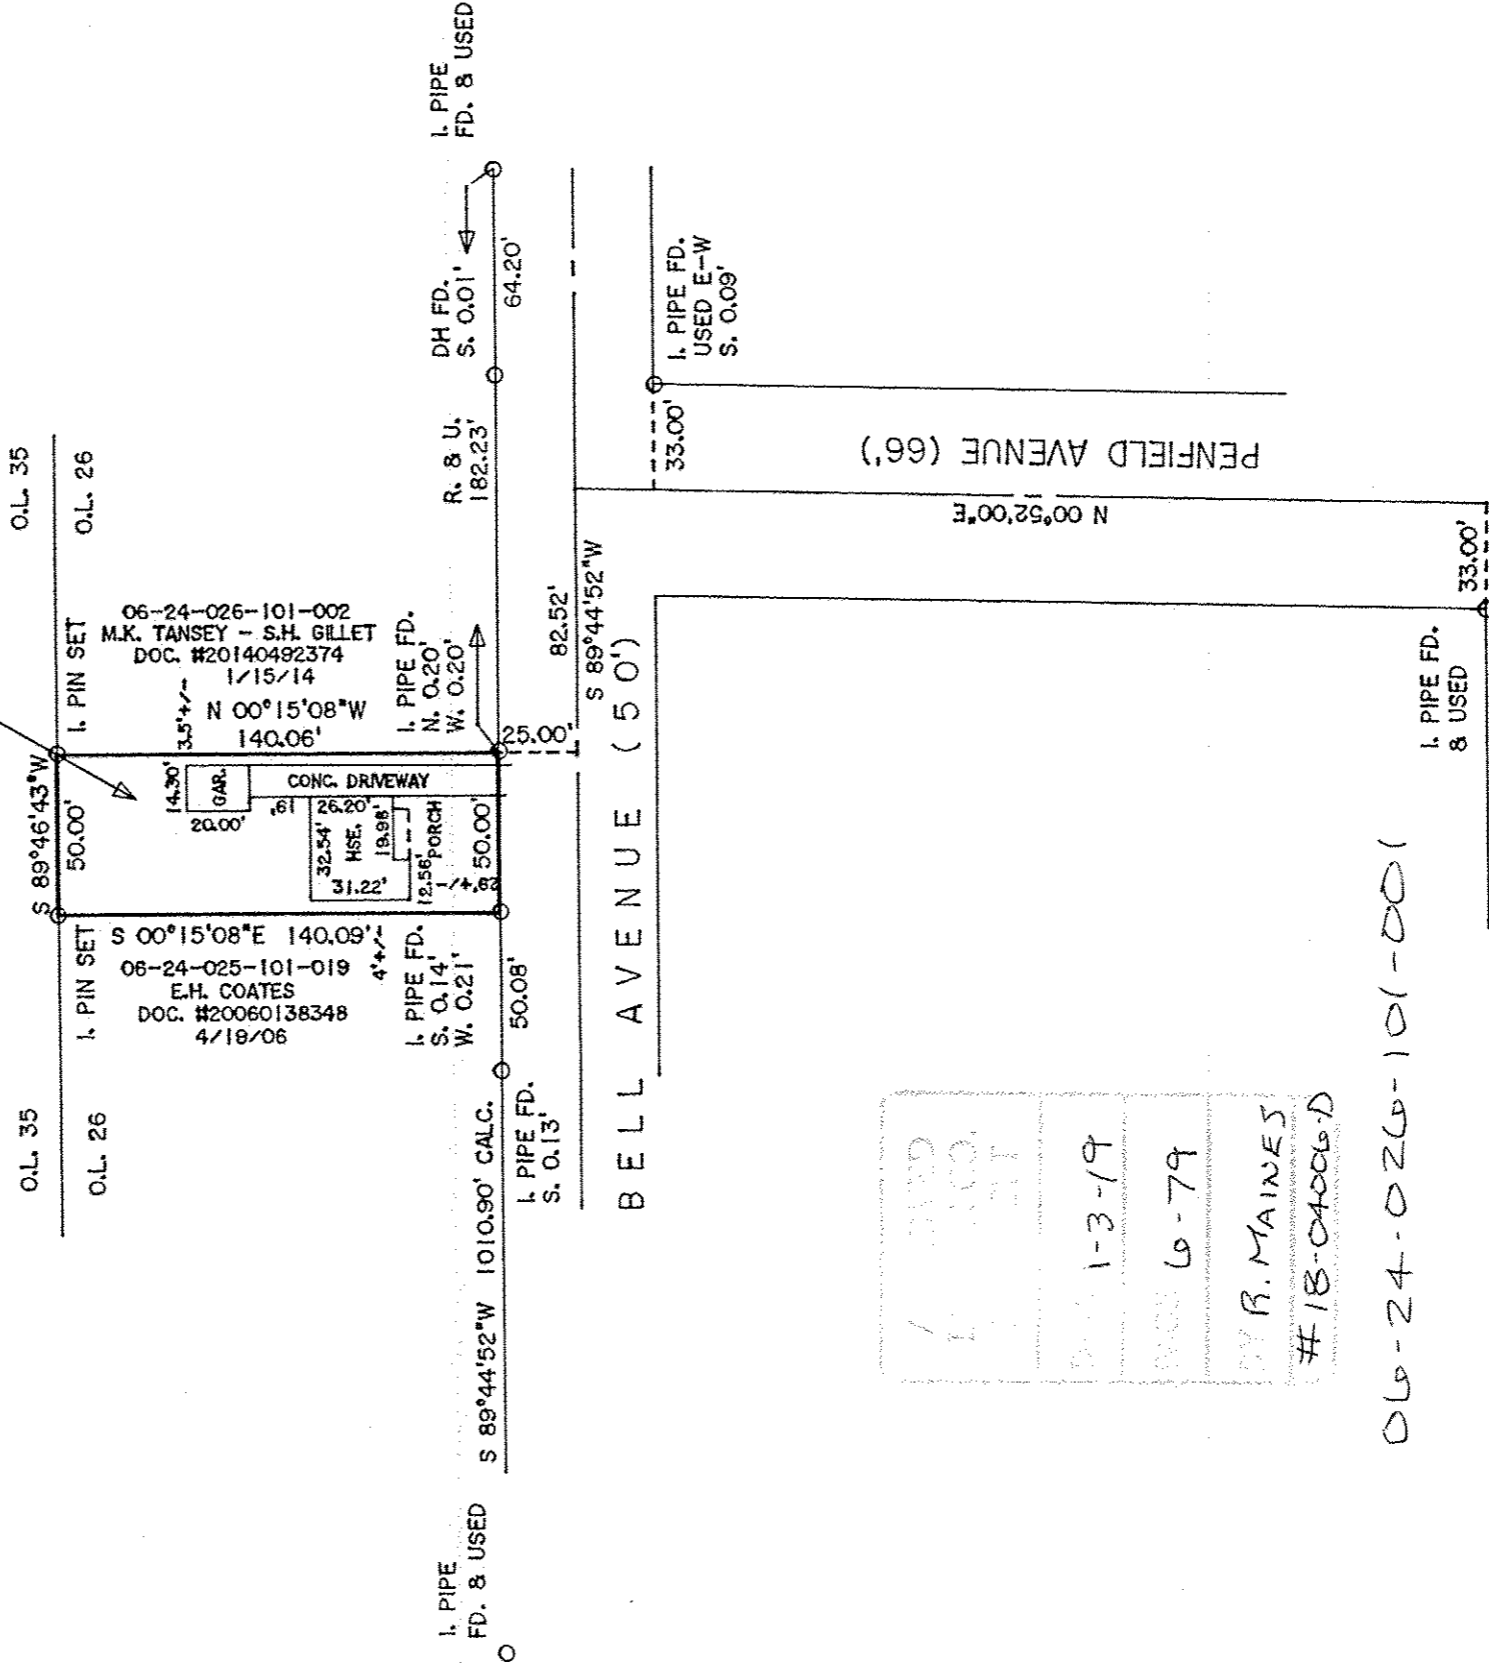 O.L. 35
O.L. 26
O.L. 35
O.L. 26
S 89°46'43"W
50.00'
I. PIN SET
06-24-026-101-002
M.K. TANSEY - S.H. GILLET
DOC. #20140492374
1/15/14
3.5'+/-
N 00°15'08"W
140.06'
I. PIPE FD.
N. 0.20'
W. 0.20'
14.30'
GAR.
20.00'
CONC. DRIVEWAY
19'
26.20'
32.54'
HSE.
19.98'
31.22'
12.56'
PORCH
29'+/-
50.00'
I. PIN SET
S 00°15'08"E 140.09'
06-24-025-101-019
E.H. COATES
DOC. #20060138348
4/19/06
4'+/-
I. PIPE FD.
S. 0.14'
W. 0.21'
R. & U.
182.23'
DH FD.
S. 0.01'
64.20'
I. PIPE
FD. & USED
25.00'
82.52'
S 89°44'52"W
50.08'
I. PIPE FD.
S. 0.13'
S 89°44'52"W 1010.90' CALC.
I. PIPE
FD. & USED
BELL AVENUE (50')
I. PIPE FD.
USED E-W
S. 0.09'
33.00'
PENFIELD AVENUE (66')
N 00°52'00"E
33.00'
I. PIPE FD.
& USED
1-3-19
6-79
BY R. MAINES
#18-04006-D
06-24-026-101-001